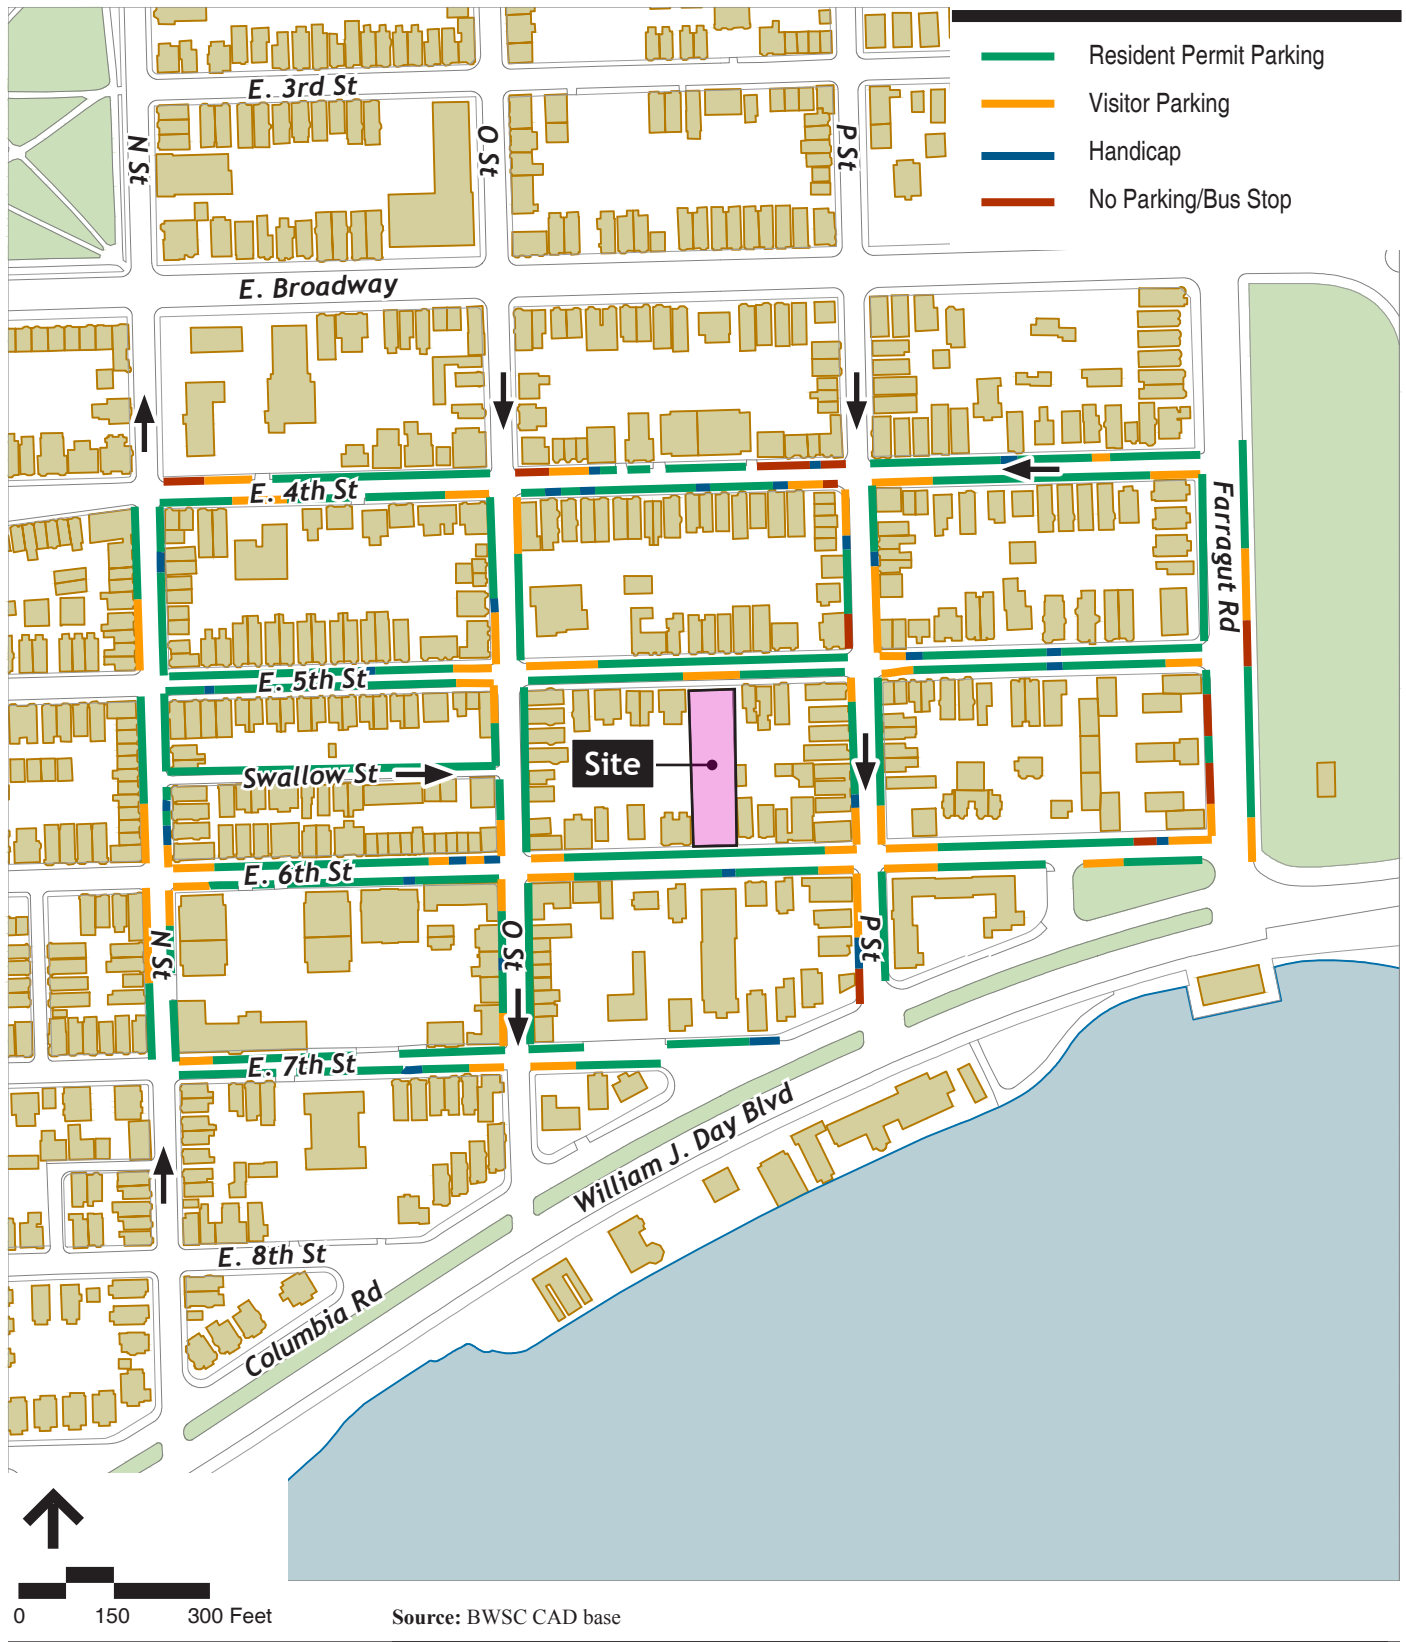 Resident Permit Parking
Visitor Parking
Handicap
No Parking/Bus Stop
E. 3rd St
N St
O St
P St
E. Broadway
E. 4th St
Farragut Rd
E. 5th St
Site
Swallow St
E. 6th St
N St
O St
P St
E. 7th St
William J. Day Blvd
E. 8th St
Columbia Rd
0 150 300 Feet
Source: BWSC CAD base